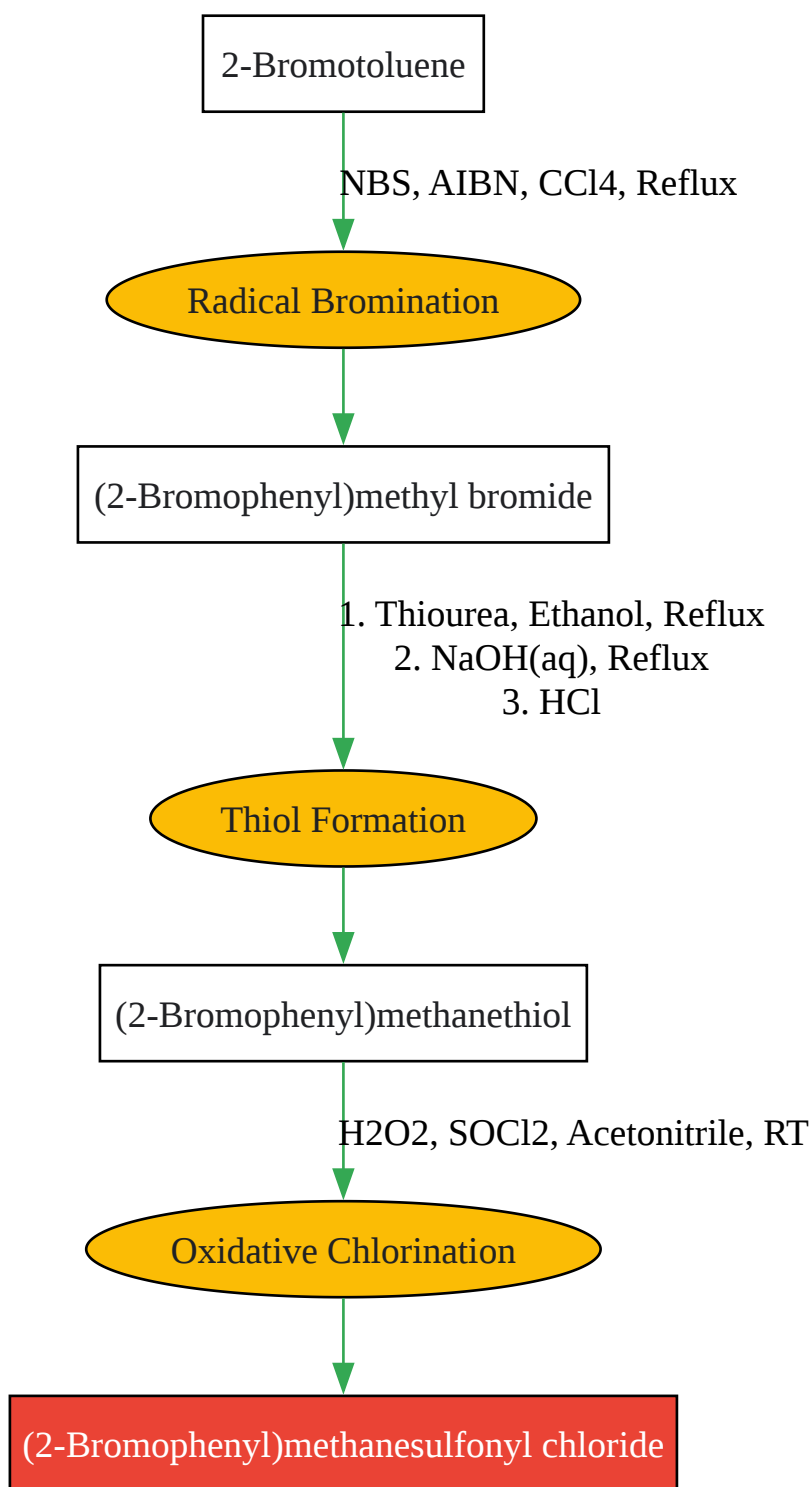 2-Bromotoluene
NBS, AIBN, CCl4, Reflux
Radical Bromination
(2-Bromophenyl)methyl bromide
1. Thiourea, Ethanol, Reflux
2. NaOH(aq), Reflux
3. HCl
Thiol Formation
(2-Bromophenyl)methanethiol
H2O2, SOCl2, Acetonitrile, RT
Oxidative Chlorination
(2-Bromophenyl)methanesulfonyl chloride